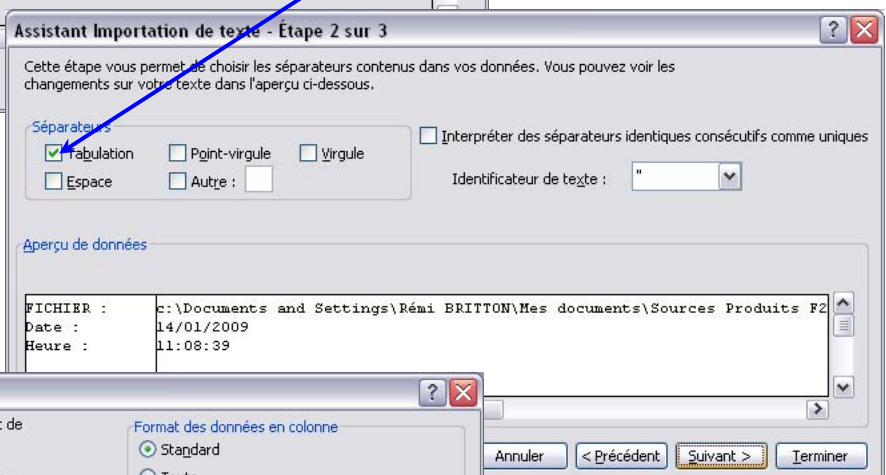 Assistant Importation de texte - Étape 2 sur 3
Cette étape vous permet de choisir les séparateurs contenus dans vos données. Vous pouvez voir les
changements sur votre texte dans l'aperçu ci-dessous.
Séparateurs
Tabulation Point-virgule Virgule
Espace Autre :
Interpréter des séparateurs identiques consécutifs comme uniques
Identificateur de texte : "
Aperçu de données
FICHIER : c:\Documents and Settings\Rémi BRITTON\Mes documents\Sources Produits F2
Date : 14/01/2009
Heure : 11:08:39
Annuler < Précédent Suivant > Terminer
de
Format des données en colonne
Standard